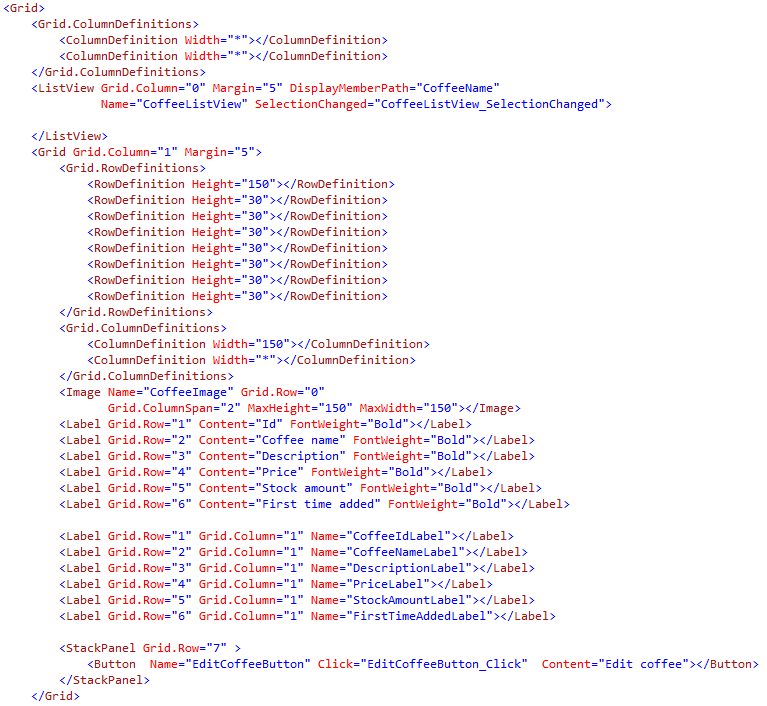 <Grid>
    <Grid.ColumnDefinitions>
        <ColumnDefinition Width="*"></ColumnDefinition>
        <ColumnDefinition Width="*"></ColumnDefinition>
    </Grid.ColumnDefinitions>
    <ListView Grid.Column="0" Margin="5" DisplayMemberPath="CoffeeName"
              Name="CoffeeListView" SelectionChanged="CoffeeListView_SelectionChanged">

    </ListView>
    <Grid Grid.Column="1" Margin="5">
        <Grid.RowDefinitions>
            <RowDefinition Height="150"></RowDefinition>
            <RowDefinition Height="30"></RowDefinition>
            <RowDefinition Height="30"></RowDefinition>
            <RowDefinition Height="30"></RowDefinition>
            <RowDefinition Height="30"></RowDefinition>
            <RowDefinition Height="30"></RowDefinition>
            <RowDefinition Height="30"></RowDefinition>
            <RowDefinition Height="30"></RowDefinition>
        </Grid.RowDefinitions>
        <Grid.ColumnDefinitions>
            <ColumnDefinition Width="150"></ColumnDefinition>
            <ColumnDefinition Width="*"></ColumnDefinition>
        </Grid.ColumnDefinitions>
        <Image Name="CoffeeImage" Grid.Row="0"
               Grid.ColumnSpan="2" MaxHeight="150" MaxWidth="150"></Image>
        <Label Grid.Row="1" Content="Id" FontWeight="Bold"></Label>
        <Label Grid.Row="2" Content="Coffee name" FontWeight="Bold"></Label>
        <Label Grid.Row="3" Content="Description" FontWeight="Bold"></Label>
        <Label Grid.Row="4" Content="Price" FontWeight="Bold"></Label>
        <Label Grid.Row="5" Content="Stock amount" FontWeight="Bold"></Label>
        <Label Grid.Row="6" Content="First time added" FontWeight="Bold"></Label>

        <Label Grid.Row="1" Grid.Column="1" Name="CoffeeIdLabel"></Label>
        <Label Grid.Row="2" Grid.Column="1" Name="CoffeeNameLabel"></Label>
        <Label Grid.Row="3" Grid.Column="1" Name="DescriptionLabel"></Label>
        <Label Grid.Row="4" Grid.Column="1" Name="PriceLabel"></Label>
        <Label Grid.Row="5" Grid.Column="1" Name="StockAmountLabel"></Label>
        <Label Grid.Row="6" Grid.Column="1" Name="FirstTimeAddedLabel"></Label>

        <StackPanel Grid.Row="7" >
            <Button  Name="EditCoffeeButton" Click="EditCoffeeButton_Click"  Content="Edit coffee"></Button>
        </StackPanel>
    </Grid>